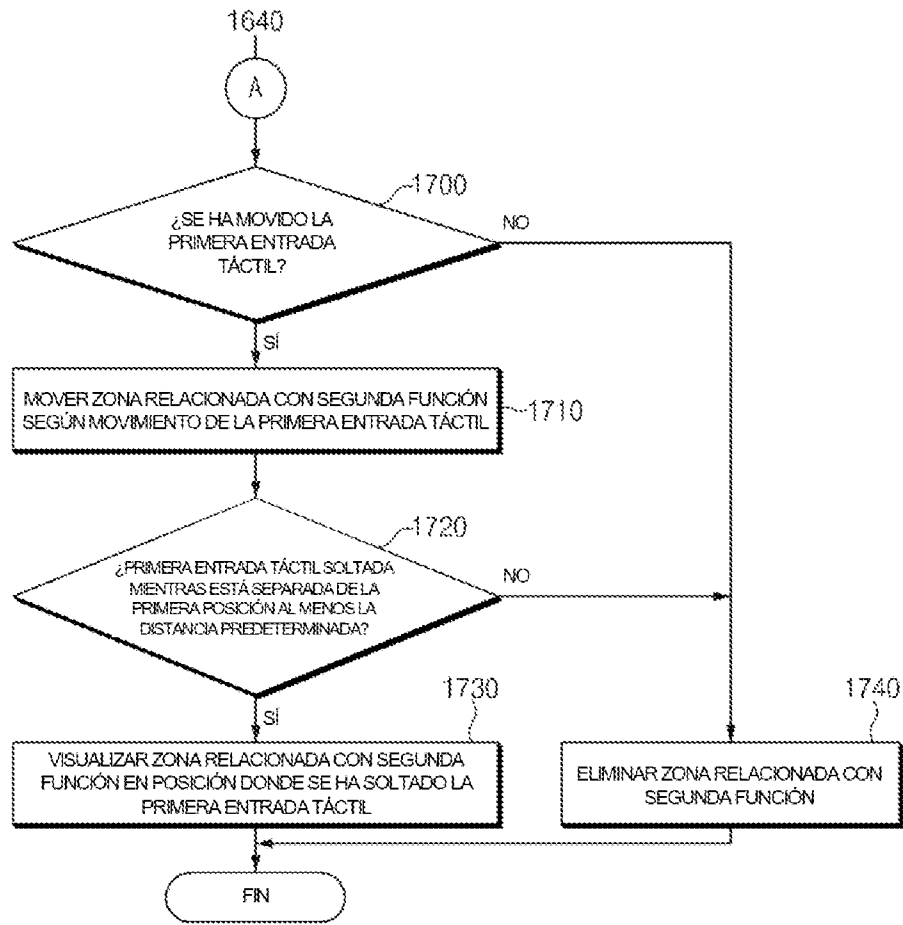 1640
A
1700
¿SE HA MOVIDO LA
PRIMERA ENTRADA
TÁCTIL?
NO
SÍ
MOVER ZONA RELACIONADA CON SEGUNDA FUNCIÓN
SEGÚN MOVIMIENTO DE LA PRIMERA ENTRADA TÁCTIL
1710
1720
¿PRIMERA ENTRADA TÁCTIL SOLTADA
MIENTRAS ESTÁ SEPARADA DE LA
PRIMERA POSICIÓN AL MENOS LA
DISTANCIA PREDETERMINADA?
NO
SÍ
1730
VISUALIZAR ZONA RELACIONADA CON SEGUNDA
FUNCIÓN EN POSICIÓN DONDE SE HA SOLTADO LA
PRIMERA ENTRADA TÁCTIL
1740
ELIMINAR ZONA RELACIONADA CON
SEGUNDA FUNCIÓN
FIN